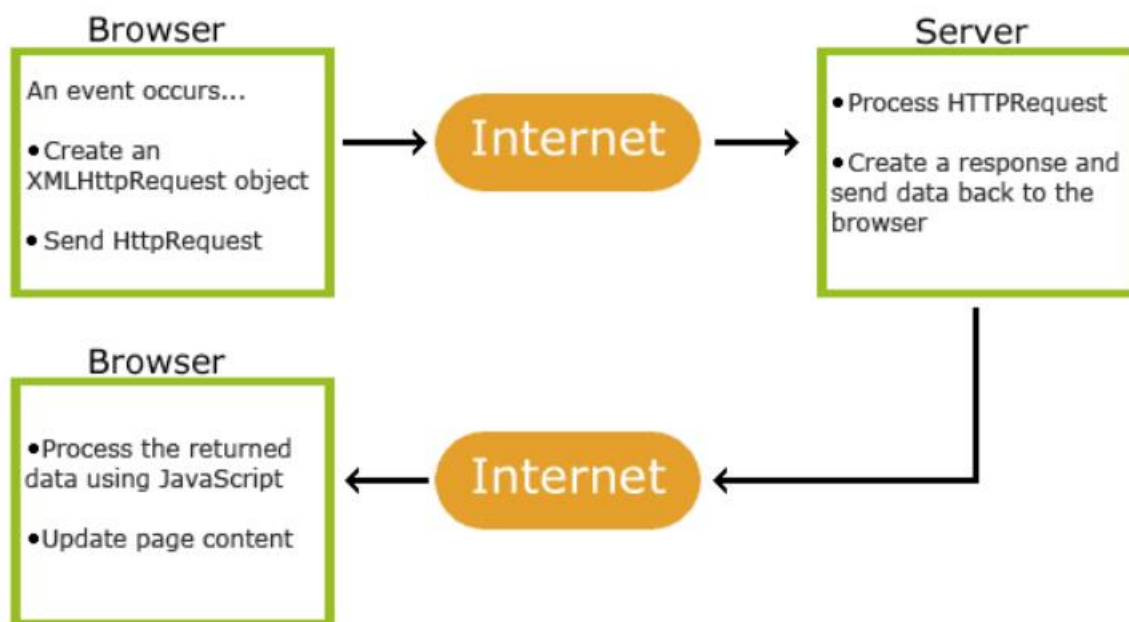 Browser
An event occurs...
•Create an
XMLHttpRequest object
• Send HttpRequest
Internet
Server
•Process HTTPRequest
•Create a response and
send data back to the
browser
Browser
•Process the returned
data using JavaScript
•Update page content
Internet